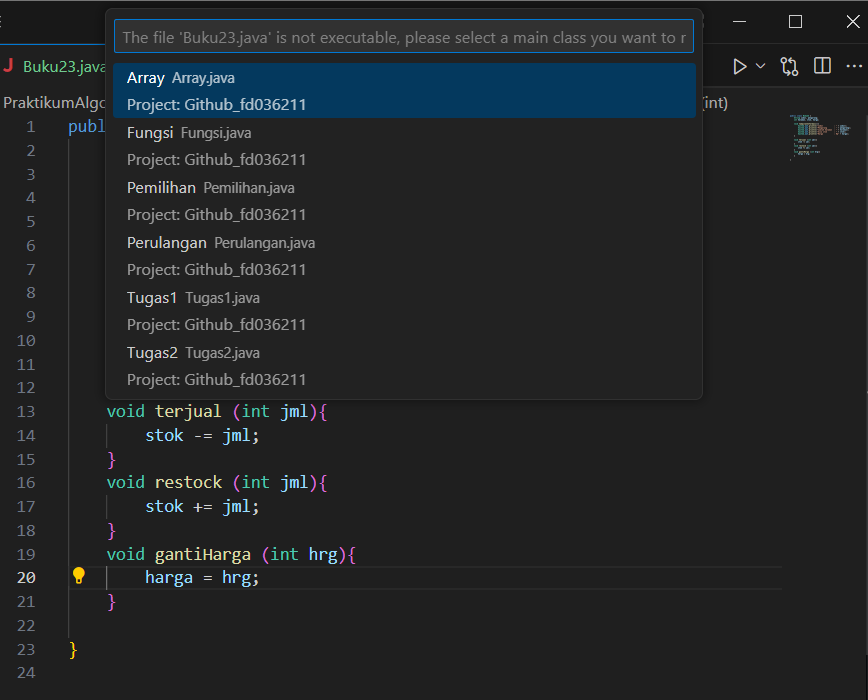 The file 'Buku23.java' is not executable, please select a main class you want to r
J Buku23.java
PraktikumAlgo
(int)
Array Array.java
Project: Github_fd036211
Fungsi Fungsi.java
Project: Github_fd036211
Pemilihan Pemilihan.java
Project: Github_fd036211
Perulangan Perulangan.java
Project: Github_fd036211
Tugas1 Tugas1.java
Project: Github_fd036211
Tugas2 Tugas2.java
Project: Github_fd036211
1 publ
2
3
4
5
6
7
8
9
10
11
12
13 void terjual (int jml){
14 stok -= jml;
15 }
16 void restock (int jml){
17 stok += jml;
18 }
19 void gantiHarga (int hrg){
20 harga = hrg;
21 }
22
23 }
24